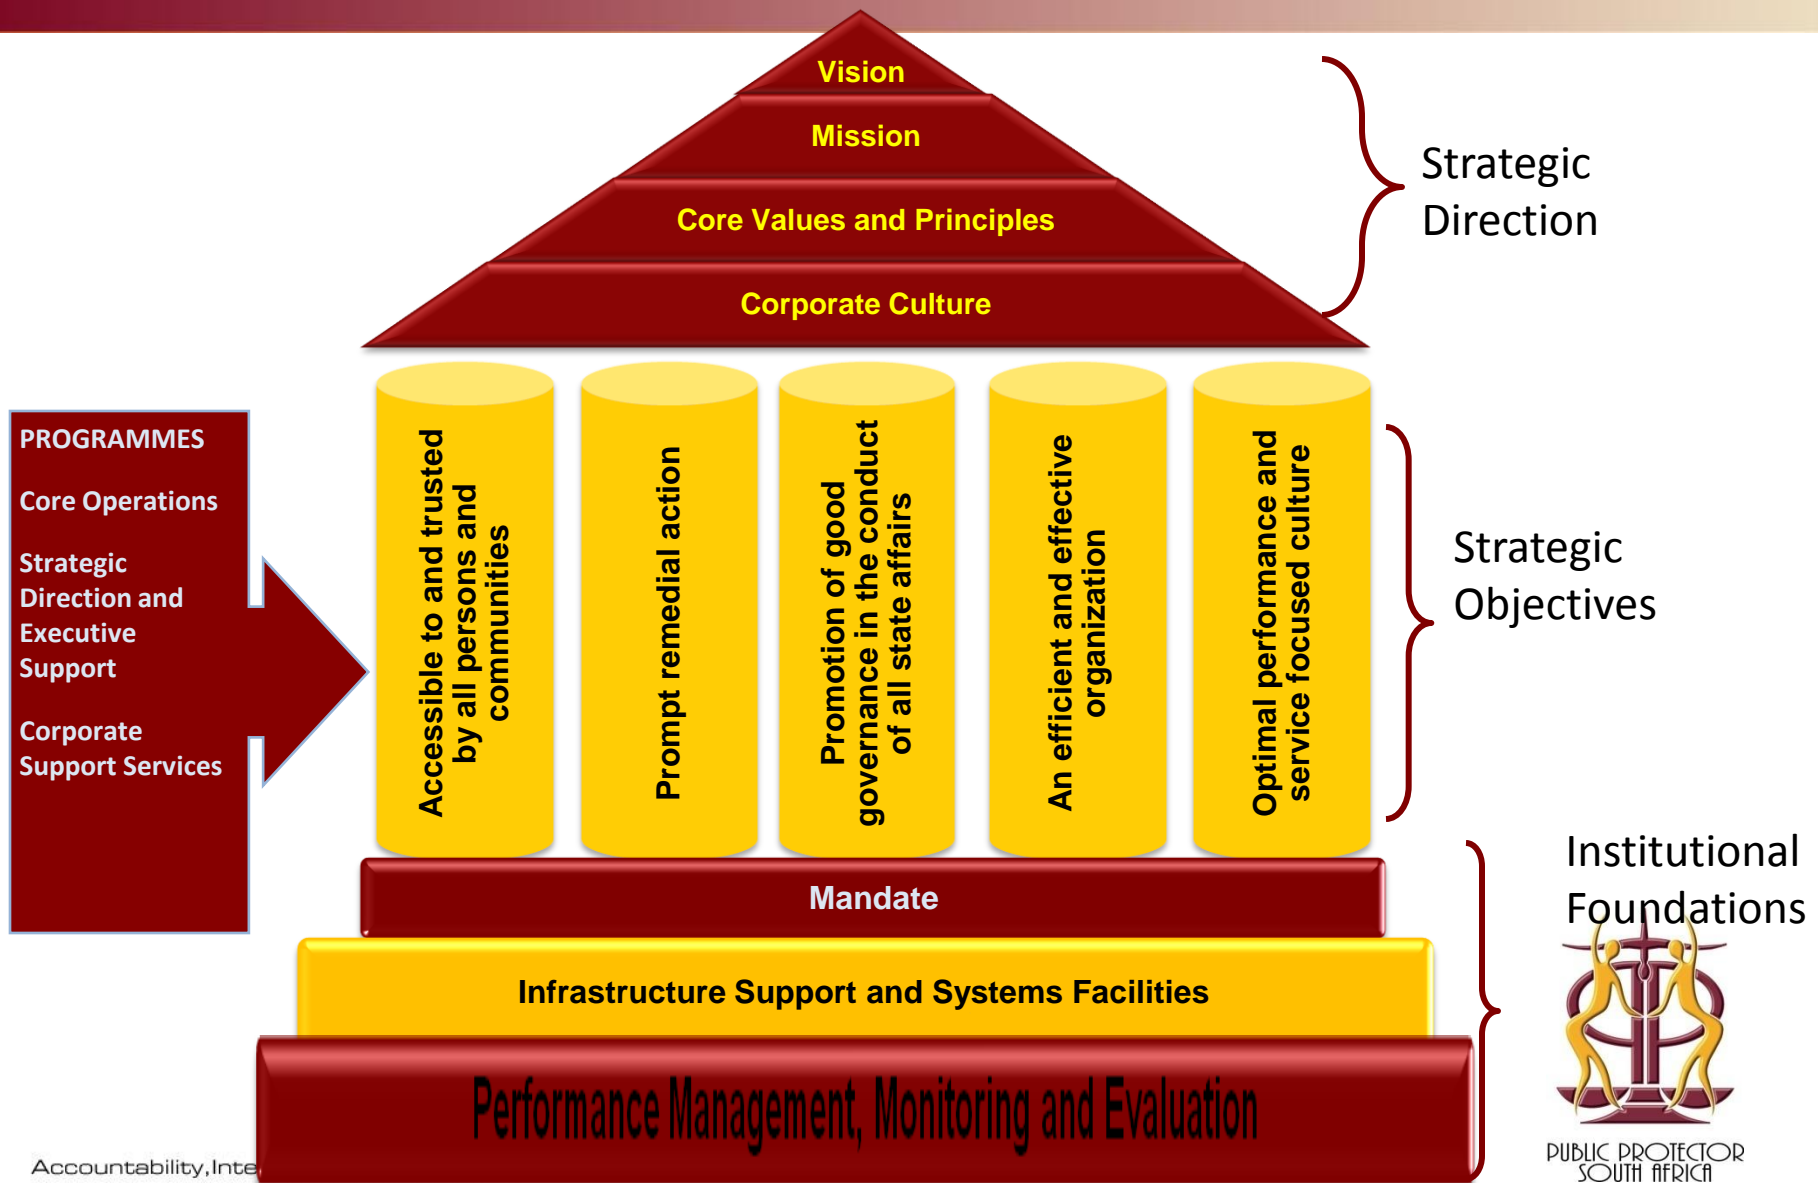 Vision
Mission
Core Values and Principles
Corporate Culture
Strategic
Direction
PROGRAMMES
Core Operations
Strategic
Direction and
Executive
Support
Corporate
Support Services
Accessible to and trusted
by all persons and
communities
Prompt remedial action
Promotion of good
governance in the conduct
of all state affairs
An efficient and effective
organization
Optimal performance and
service focused culture
Strategic
Objectives
Mandate
Infrastructure Support and Systems Facilities
Performance Management, Monitoring and Evaluation
Institutional
Foundations
Accountability, Inte
PUBLIC PROTECTOR
SOUTH AFRICA